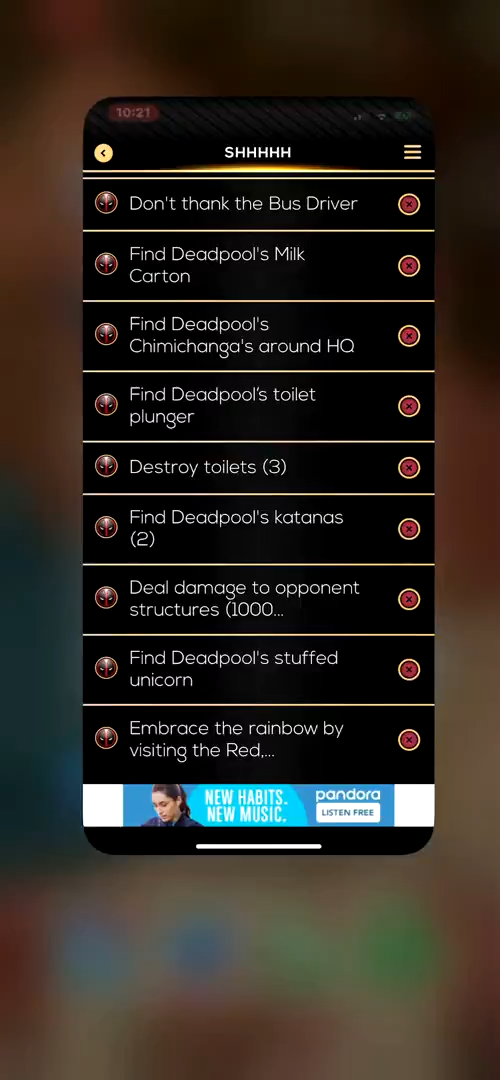 10:21
SHHHHH
Don't thank the Bus Driver
Find Deadpool's Milk
Carton
Find Deadpool's
Chimichanga's around HQ
Find Deadpool’s toilet
plunger
Destroy toilets (3)
Find Deadpool's katanas
(2)
Deal damage to opponent
structures (1000...
Find Deadpool's stuffed
unicorn
Embrace the rainbow by
visiting the Red,...
NEW HABITS.
NEW MUSIC.
pandora
LISTEN FREE